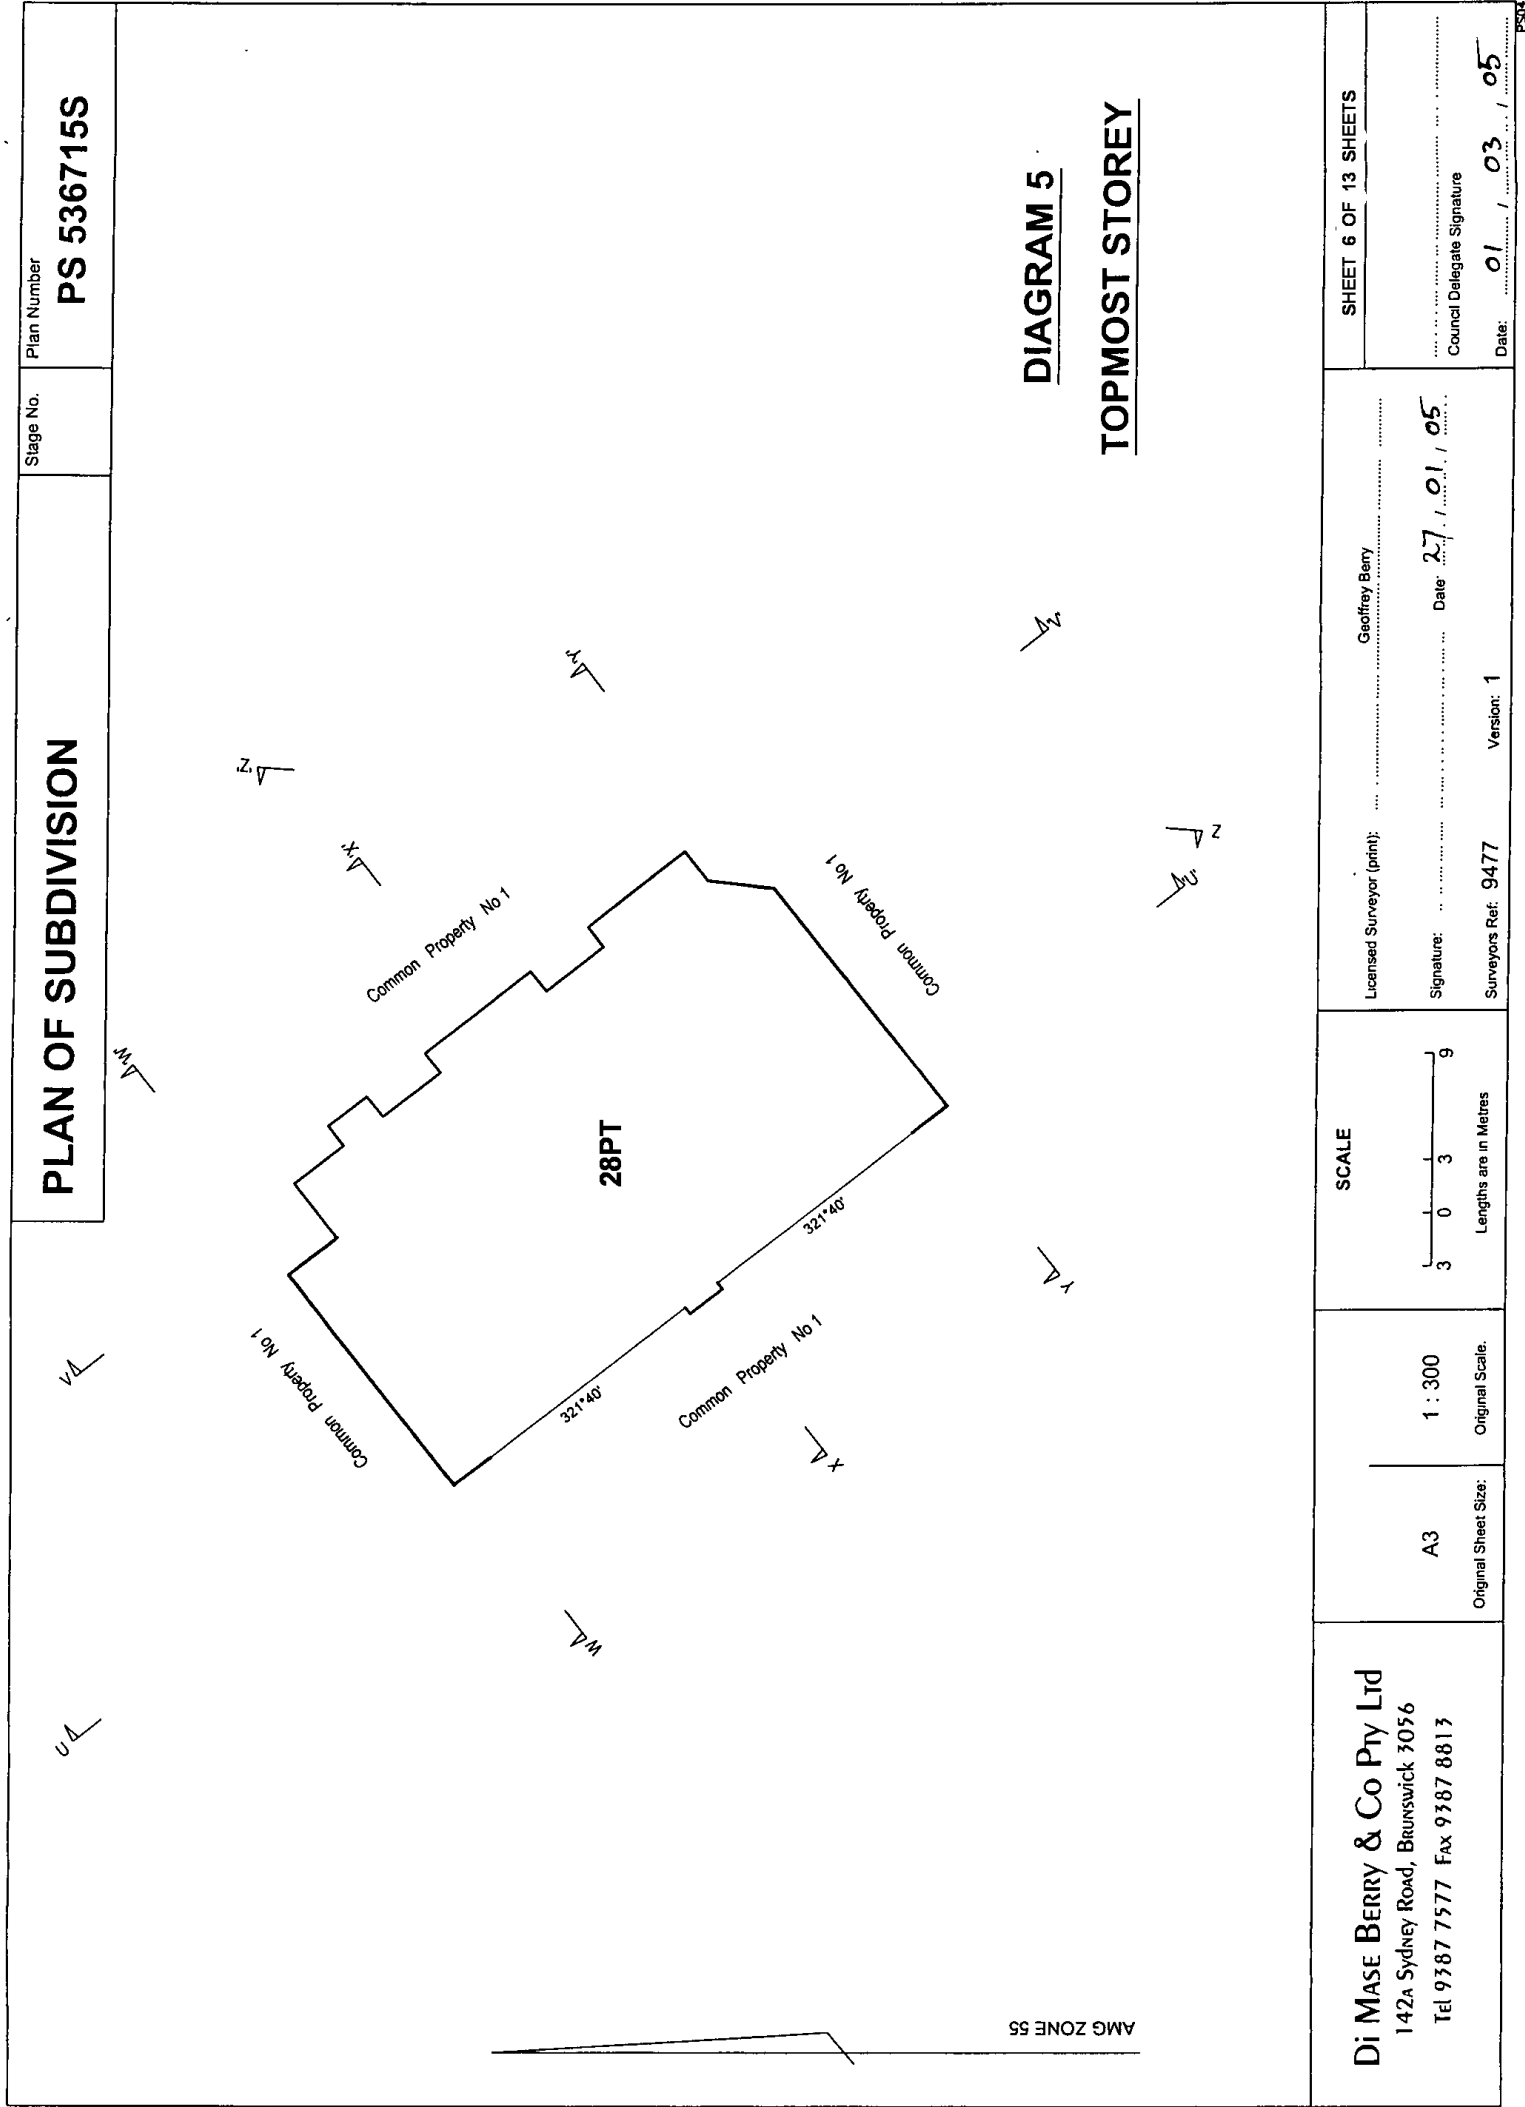 PLAN OF SUBDIVISION
Stage No.
Plan Number
PS 536715S
U
V
'W'
'X'
'Z'
'Y'
Common Property No 1
Common Property No 1
28PT
321°40'
321°40'
Common Property No 1
Common Property No 1
W
X
Y
Z
'U'
'V'
DIAGRAM 5
TOPMOST STOREY
AMG ZONE 55
Di Mase Berry & Co Pty Ltd
142A Sydney Road, Brunswick 3056
Tel 9387 7577 Fax 9387 8813
A3
Original Sheet Size:
1 : 300
Original Scale.
SCALE
3 0 3 9
Lengths are in Metres
Licensed Surveyor (print): Geoffrey Berry
Signature: Date: 27 / 01 / 05
Surveyors Ref: 9477 Version: 1
SHEET 6 OF 13 SHEETS
Council Delegate Signature
Date: 01 / 03 / 05